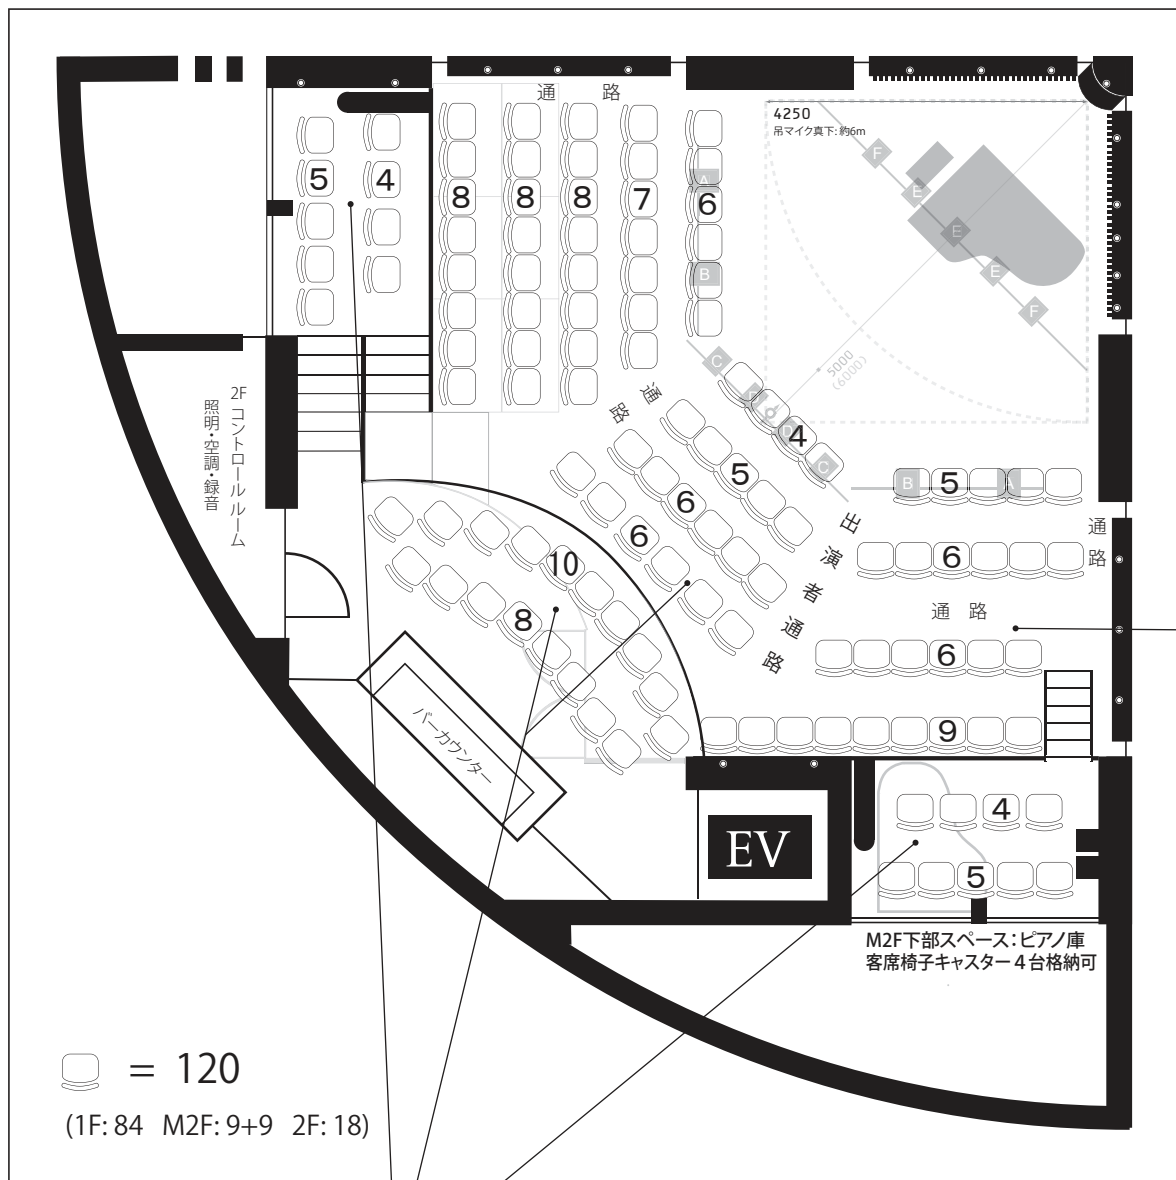 通 路
4250
吊マイク真下：約6m
F
E
E
E
F
5 4 8 8 8 7 6
A
B
5000
(6000)
C
D
C
4
通路
5
6
6
B 5 A
通路
6
出演者通路
通 路
6
9
2F コントロールルーム
照明・空調・録音
10
8
バーカウンター
EV
4
5
M2F下部スペース：ピアノ庫
客席椅子キャスター４台格納可
= 120
(1F: 84 M2F: 9+9 2F: 18)